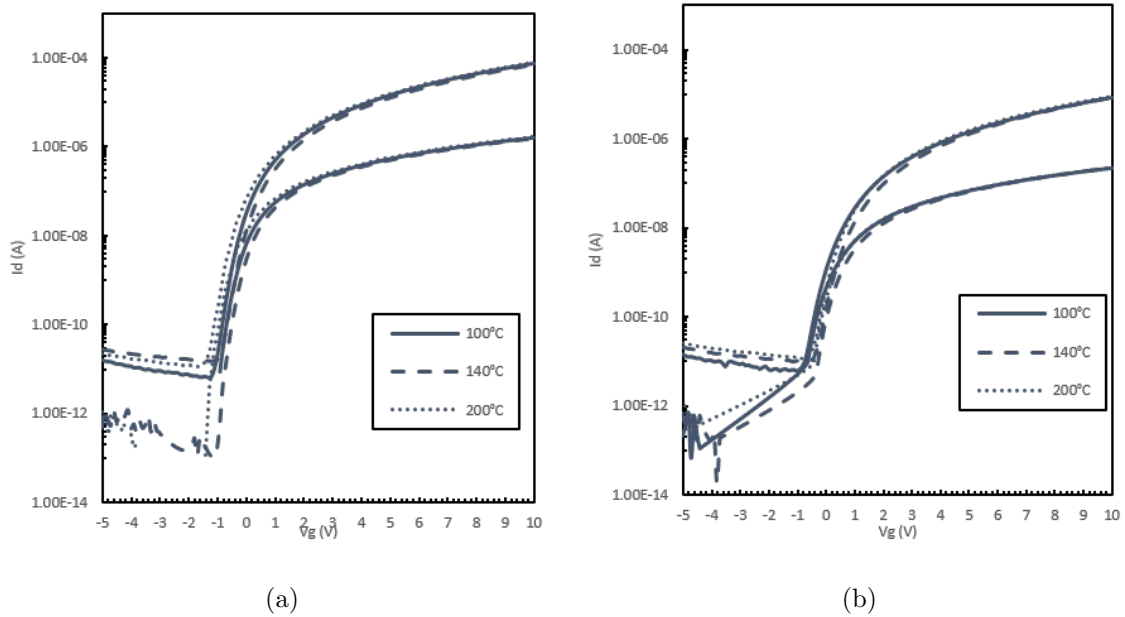 1.00E-04
1.00E-06
1.00E-08
1.00E-10
1.00E-12
1.00E-14
Id (A)
100°C
140°C
200°C
-5 -4 -3 -2 -1 0 1 2 3 4 5 6 7 8 9 10
Vg (V)
(a)
1.00E-04
1.00E-06
1.00E-08
1.00E-10
1.00E-12
1.00E-14
Id (A)
100°C
140°C
200°C
-5 -4 -3 -2 -1 0 1 2 3 4 5 6 7 8 9 10
Vg (V)
(b)